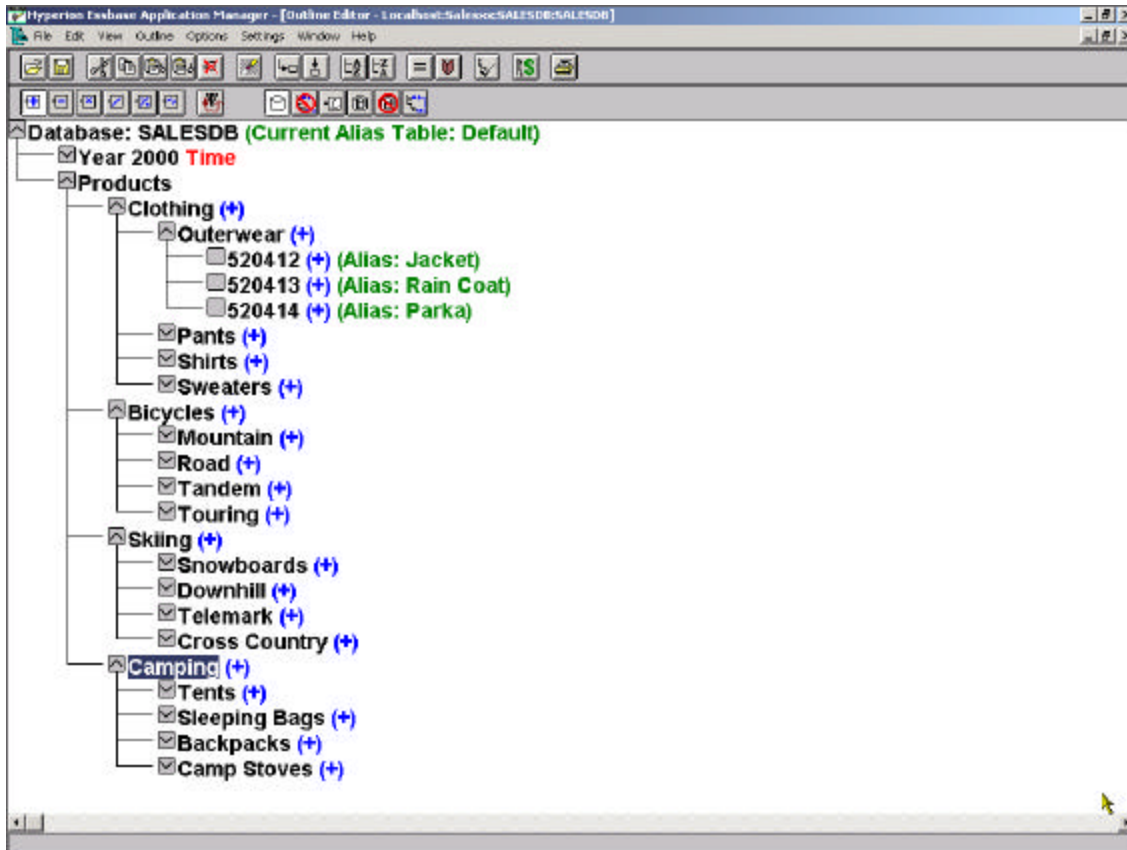 Hyperion Essbase Application Manager - [Outline Editor - Localhost:Salesoc:SALESDB:SALESDB]
File Edit View Outline Options Settings Window Help
Database: SALESDB (Current Alias Table: Default)
Year 2000 Time
Products
Clothing (+)
Outerwear (+)
520412 (+) (Alias: Jacket)
520413 (+) (Alias: Rain Coat)
520414 (+) (Alias: Parka)
Pants (+)
Shirts (+)
Sweaters (+)
Bicycles (+)
Mountain (+)
Road (+)
Tandem (+)
Touring (+)
Skiing (+)
Snowboards (+)
Downhill (+)
Telemark (+)
Cross Country (+)
Camping (+)
Tents (+)
Sleeping Bags (+)
Backpacks (+)
Camp Stoves (+)